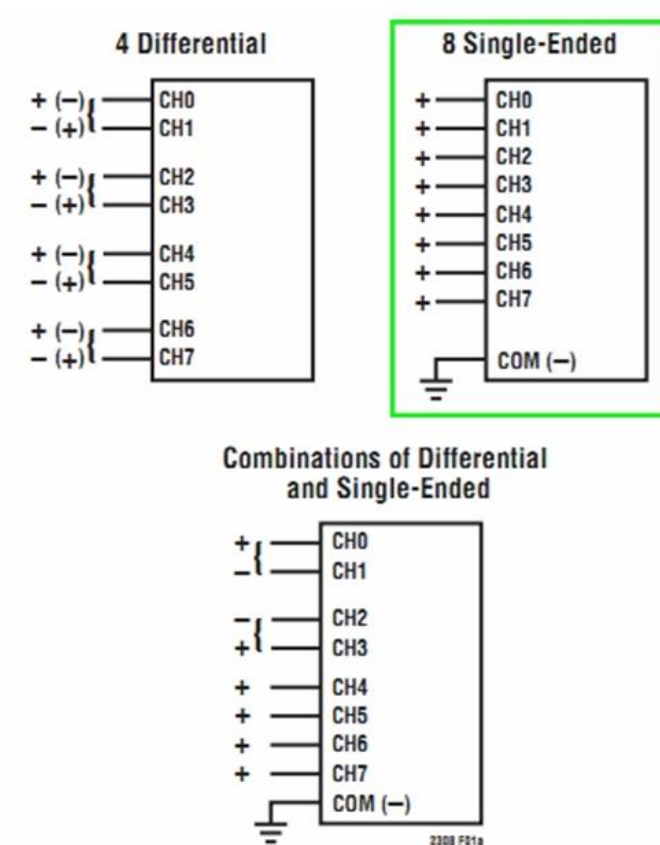 4 Differential
+ (–) CH0
– (+) CH1
+ (–) CH2
– (+) CH3
+ (–) CH4
– (+) CH5
+ (–) CH6
– (+) CH7
8 Single-Ended
+ CH0
+ CH1
+ CH2
+ CH3
+ CH4
+ CH5
+ CH6
+ CH7
COM (–)
Combinations of Differential
and Single-Ended
+ CH0
– CH1
– CH2
+ CH3
+ CH4
+ CH5
+ CH6
+ CH7
COM (–)
2308 F01a